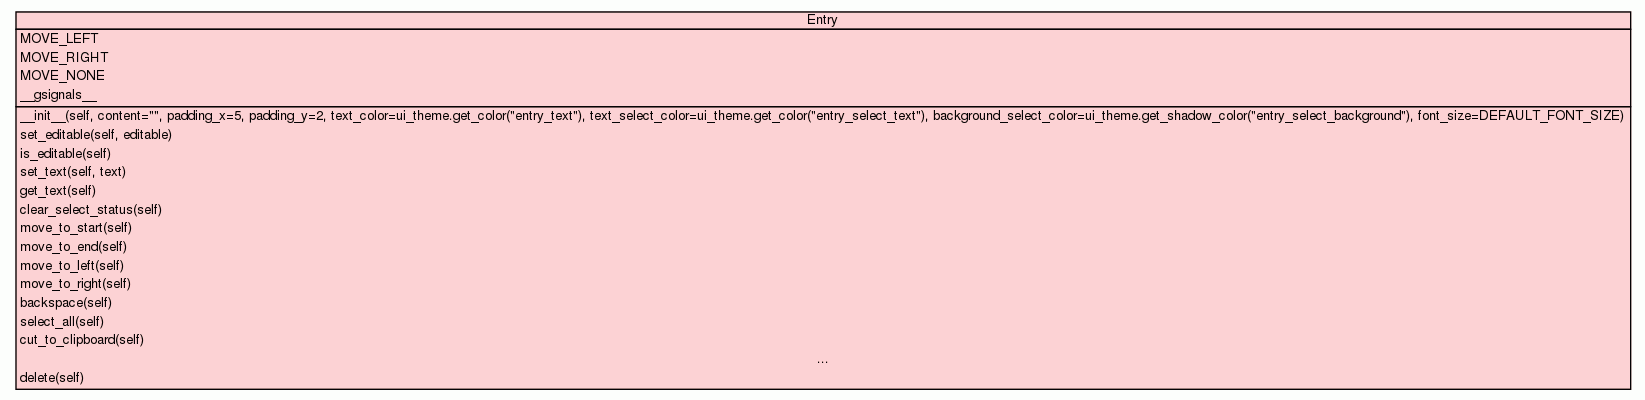 Entry
MOVE_LEFT
MOVE_RIGHT
MOVE_NONE
__gsignals__
__init__(self, content="", padding_x=5, padding_y=2, text_color=ui_theme.get_color("entry_text"), text_select_color=ui_theme.get_color("entry_select_text"), background_select_color=ui_theme.get_shadow_color("entry_select_background"), font_size=DEFAULT_FONT_SIZE)
set_editable(self, editable)
is_editable(self)
set_text(self, text)
get_text(self)
clear_select_status(self)
move_to_start(self)
move_to_end(self)
move_to_left(self)
move_to_right(self)
backspace(self)
select_all(self)
cut_to_clipboard(self)
...
delete(self)